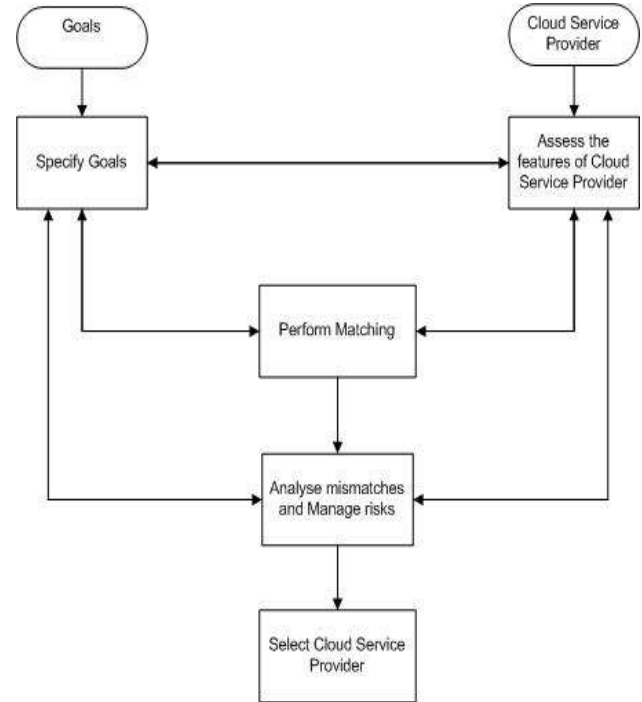 Goals
Cloud Service
Provider
Specify Goals
Assess the
features of Cloud
Service Provider
Perform Matching
Analyse mismatches
and Manage risks
Select Cloud Service
Provider